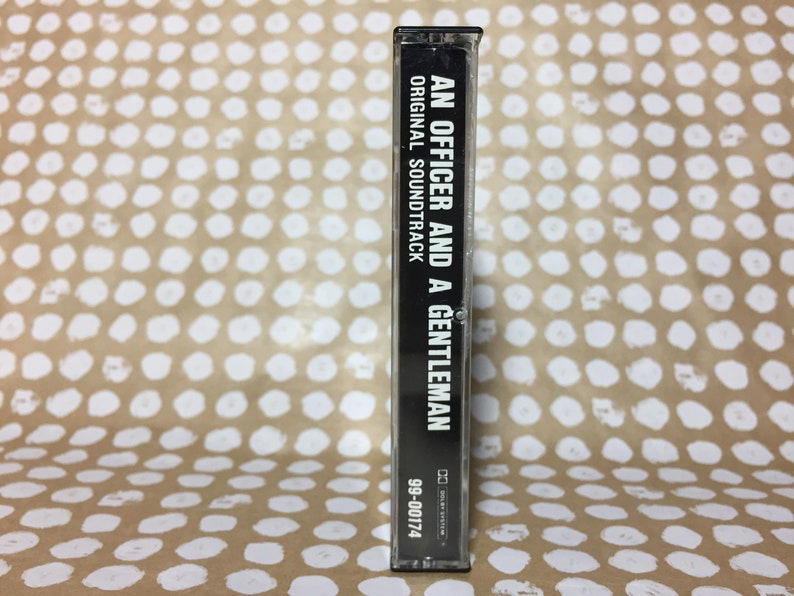 AN OFFICER AND A GENTLEMAN
ORIGINAL SOUNDTRACK
DOLBY SYSTEM
99-00174